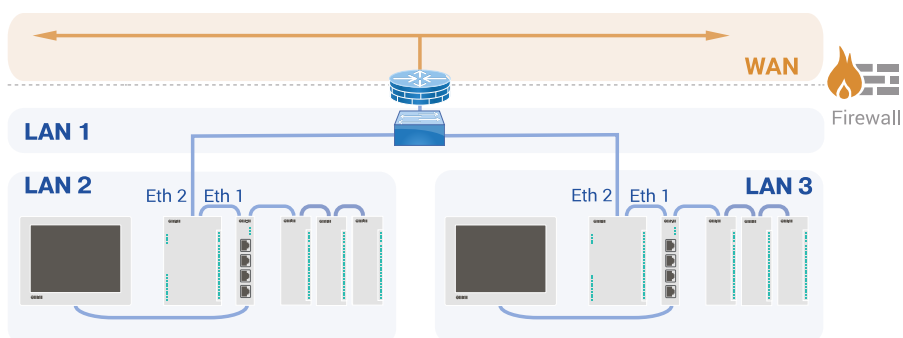 WAN
Firewall
LAN 1
LAN 2
Eth 2
Eth 1
LAN 3
Eth 2
Eth 1